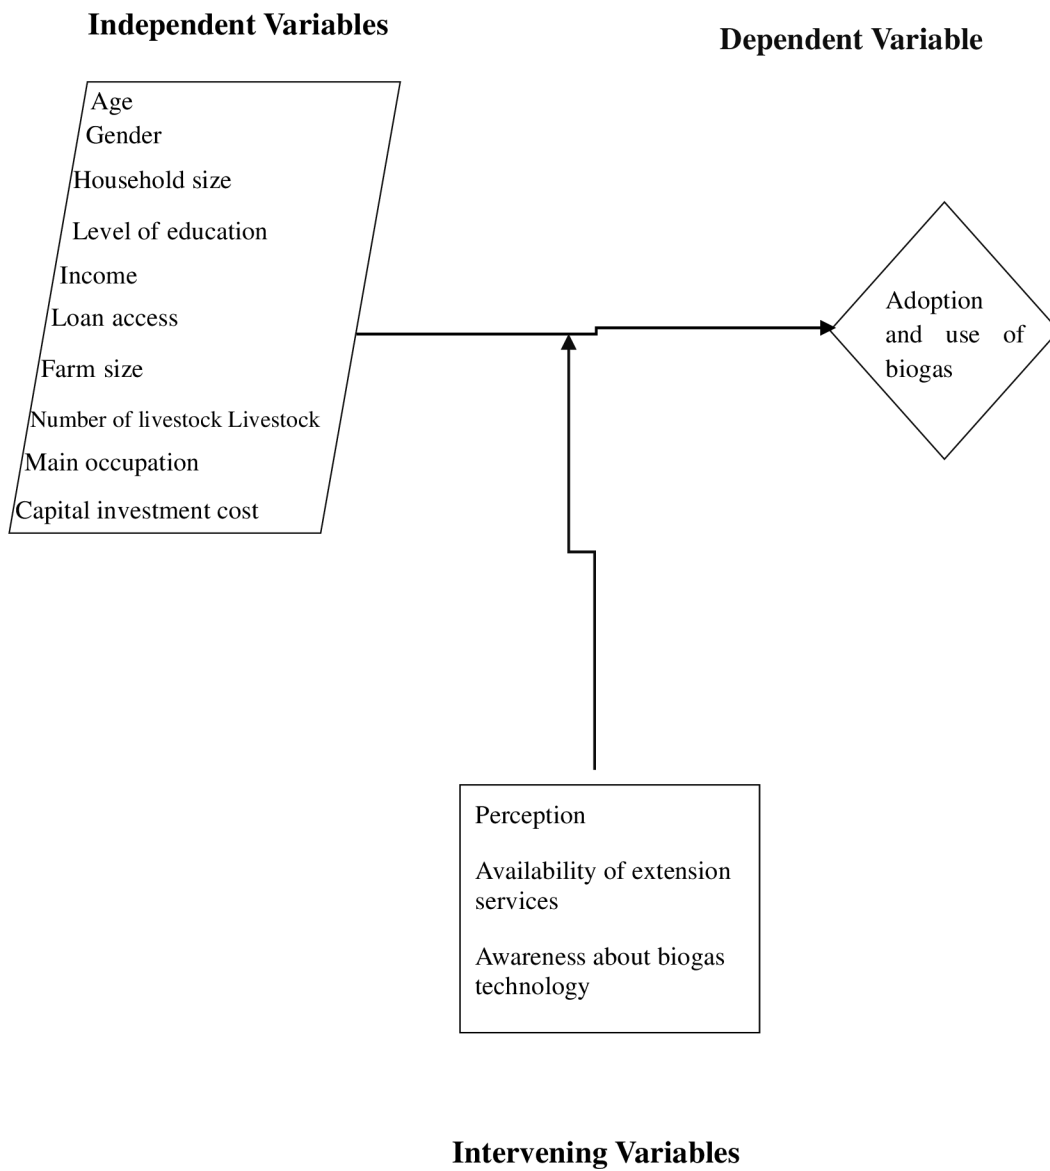 Independent Variables
Dependent Variable
Age
Gender
Household size
Level of education
Income
Loan access
Farm size
Number of livestock Livestock
Main occupation
Capital investment cost
Adoption
and use of
biogas
Perception
Availability of extension
services
Awareness about biogas
technology
Intervening Variables